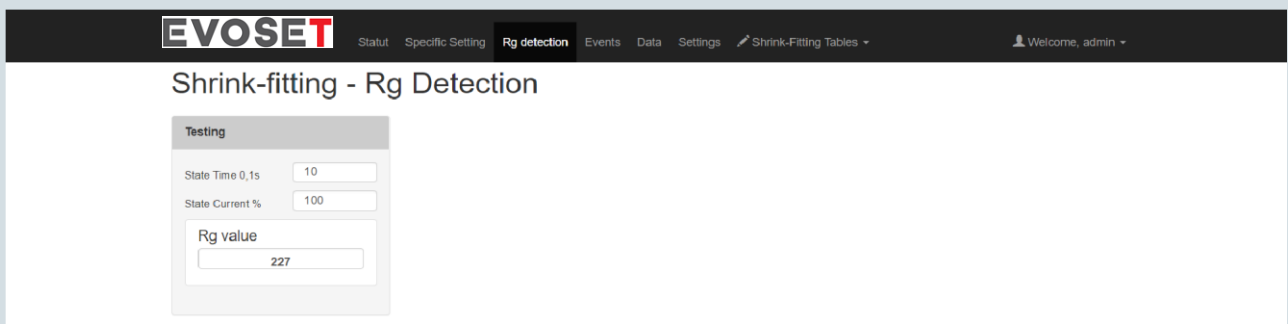 EVOSET Statut Specific Setting Rg detection Events Data Settings Shrink-Fitting Tables Welcome, admin
Shrink-fitting - Rg Detection
Testing
State Time 0,1s 10
State Current % 100
Rg value
227